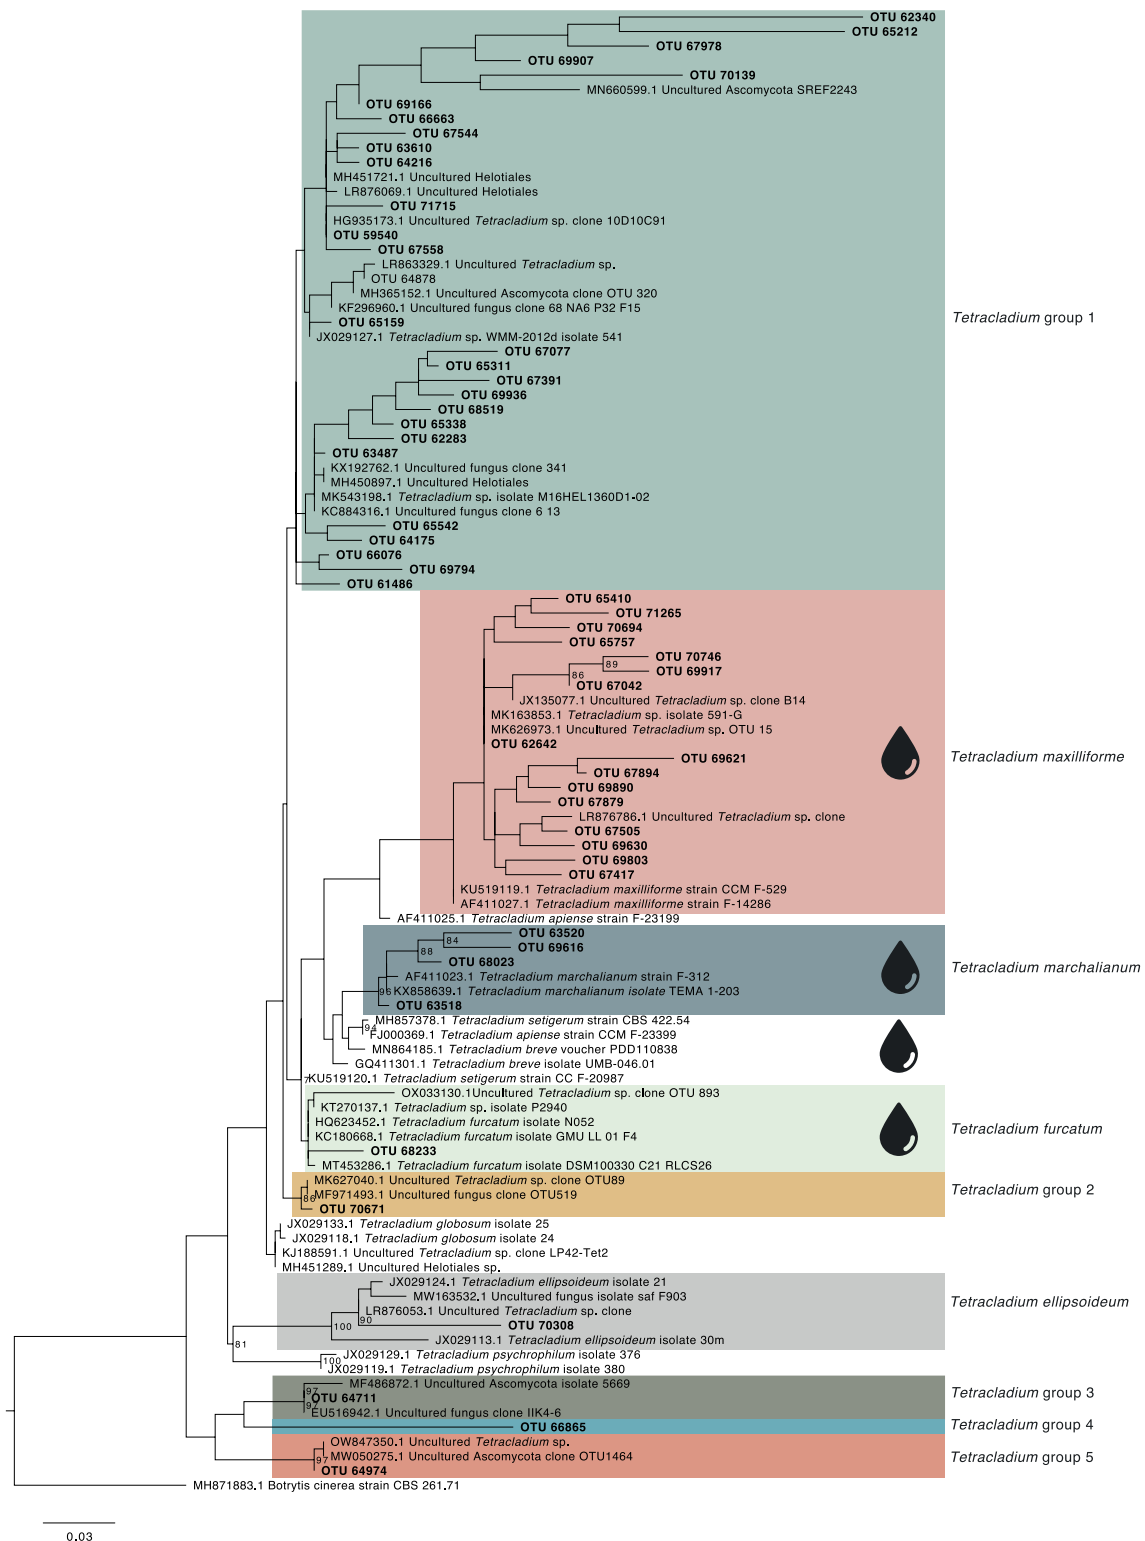 OTU 62340
OTU 65212
OTU 67978
OTU 69907
OTU 70139
MN660599.1 Uncultured Ascomycota SREF2243
OTU 69166
OTU 66663
OTU 67544
OTU 63610
OTU 64216
MH451721.1 Uncultured Helotiales
LR876069.1 Uncultured Helotiales
OTU 71715
HG935173.1 Uncultured Tetracladium sp. clone 10D10C91
OTU 59540
OTU 67558
LR863329.1 Uncultured Tetracladium sp.
OTU 64878
MH365152.1 Uncultured Ascomycota clone OTU 320
KF296960.1 Uncultured fungus clone 68 NA6 P32 F15
Tetracladium group 1
OTU 65159
JX029127.1 Tetracladium sp. WMM-2012d isolate 541
OTU 67077
OTU 65311
OTU 67391
OTU 69936
OTU 68519
OTU 65338
OTU 62283
OTU 63487
KX192762.1 Uncultured fungus clone 341
MH450897.1 Uncultured Helotiales
MK543198.1 Tetracladium sp. isolate M16HEL1360D1-02
KC884316.1 Uncultured fungus clone 6 13
OTU 65542
OTU 64175
OTU 66076
OTU 69794
OTU 61486
OTU 65410
OTU 71265
OTU 70694
OTU 65757
OTU 70746
89
OTU 69917
86
OTU 67042
JX135077.1 Uncultured Tetracladium sp. clone B14
MK163853.1 Tetracladium sp. isolate 591-G
MK626973.1 Uncultured Tetracladium sp. OTU 15
OTU 62642
Tetracladium maxilliforme
OTU 69621
OTU 67894
OTU 69890
OTU 67879
LR876786.1 Uncultured Tetracladium sp. clone
OTU 67505
OTU 69630
OTU 69803
OTU 67417
KU519119.1 Tetracladium maxilliforme strain CCM F-529
AF411027.1 Tetracladium maxilliforme strain F-14286
AF411025.1 Tetracladium apiense strain F-23199
OTU 63520
84
OTU 69616
88
OTU 68023
Tetracladium marchalianum
AF411023.1 Tetracladium marchalianum strain F-312
96
KX858639.1 Tetracladium marchalianum isolate TEMA 1-203
OTU 63518
MH857378.1 Tetracladium setigerum strain CBS 422.54
94
FJ000369.1 Tetracladium apiense strain CCM F-23399
MN864185.1 Tetracladium breve voucher PDD110838
GQ411301.1 Tetracladium breve isolate UMB-046.01
KU519120.1 Tetracladium setigerum strain CC F-20987
OX033130.1Uncultured Tetracladium sp. clone OTU 893
KT270137.1 Tetracladium sp. isolate P2940
HQ623452.1 Tetracladium furcatum isolate N052
Tetracladium furcatum
KC180668.1 Tetracladium furcatum isolate GMU LL 01 F4
OTU 68233
MT453286.1 Tetracladium furcatum isolate DSM100330 C21 RLCS26
MK627040.1 Uncultured Tetracladium sp. clone OTU89
Tetracladium group 2
86
MF971493.1 Uncultured fungus clone OTU519
OTU 70671
JX029133.1 Tetracladium globosum isolate 25
JX029118.1 Tetracladium globosum isolate 24
KJ188591.1 Uncultured Tetracladium sp. clone LP42-Tet2
MH451289.1 Uncultured Helotiales sp.
JX029124.1 Tetracladium ellipsoideum isolate 21
MW163532.1 Uncultured fungus isolate saf F903
Tetracladium ellipsoideum
LR876053.1 Uncultured Tetracladium sp. clone
90
100
OTU 70308
JX029113.1 Tetracladium ellipsoideum isolate 30m
81
JX029129.1 Tetracladium psychrophilum isolate 376
100
JX029119.1 Tetracladium psychrophilum isolate 380
MF486872.1 Uncultured Ascomycota isolate 5669
97
Tetracladium group 3
OTU 64711
97
EU516942.1 Uncultured fungus clone IIK4-6
OTU 66865
Tetracladium group 4
OW847350.1 Uncultured Tetracladium sp.
97
MW050275.1 Uncultured Ascomycota clone OTU1464
Tetracladium group 5
OTU 64974
MH871883.1 Botrytis cinerea strain CBS 261.71
0.03